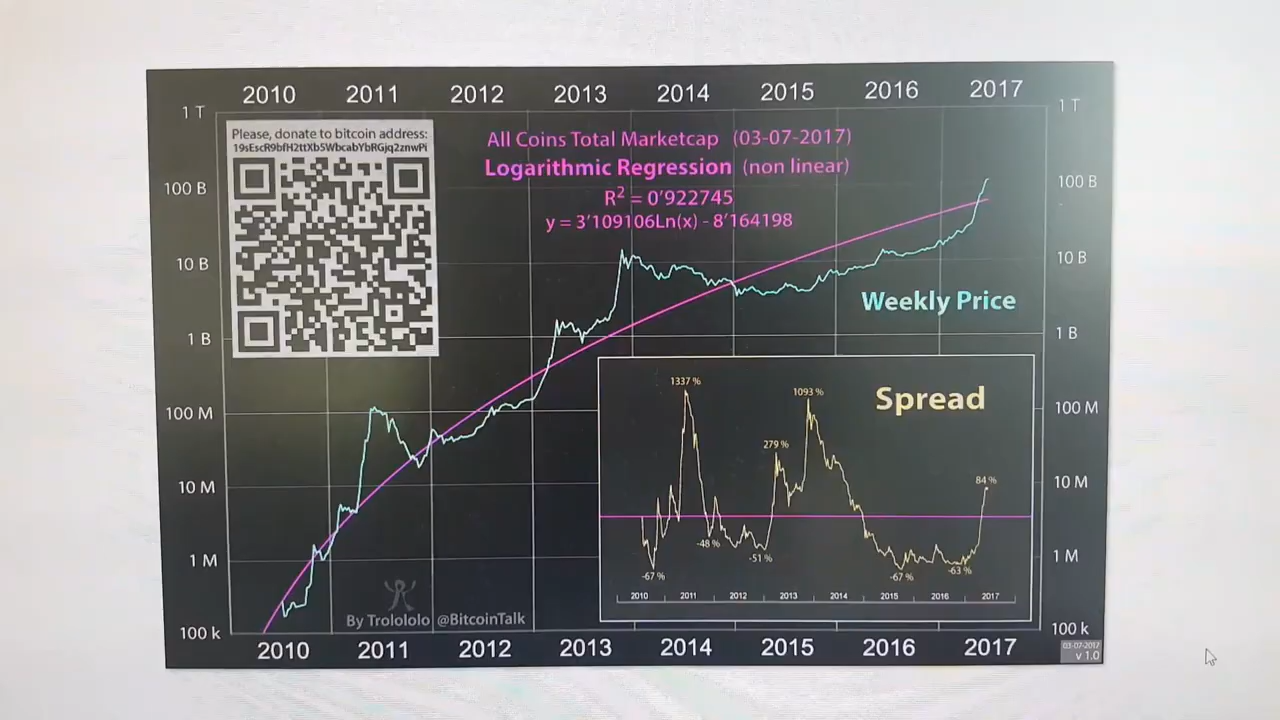 2010 2011 2012 2013 2014 2015 2016 2017
1 T 1 T
Please, donate to bitcoin address:
19sEscR9bfH2ttXb5WbcabYbRGjq2znwPi
All Coins Total Marketcap (03-07-2017)
Logarithmic Regression (non linear)
R² = 0'922745
y = 3'109106Ln(x) - 8'164198
100 B 100 B
10 B 10 B
Weekly Price
1 B 1 B
Spread
1337 %
1093 %
279 %
84 %
-48 %
-51 %
-67 %
-67 %
-63 %
2010 2011 2012 2013 2014 2015 2016 2017
100 M 100 M
10 M 10 M
1 M 1 M
By Trolololo @BitcoinTalk
100 k 100 k
2010 2011 2012 2013 2014 2015 2016 2017
03-07-2017
v 1.0